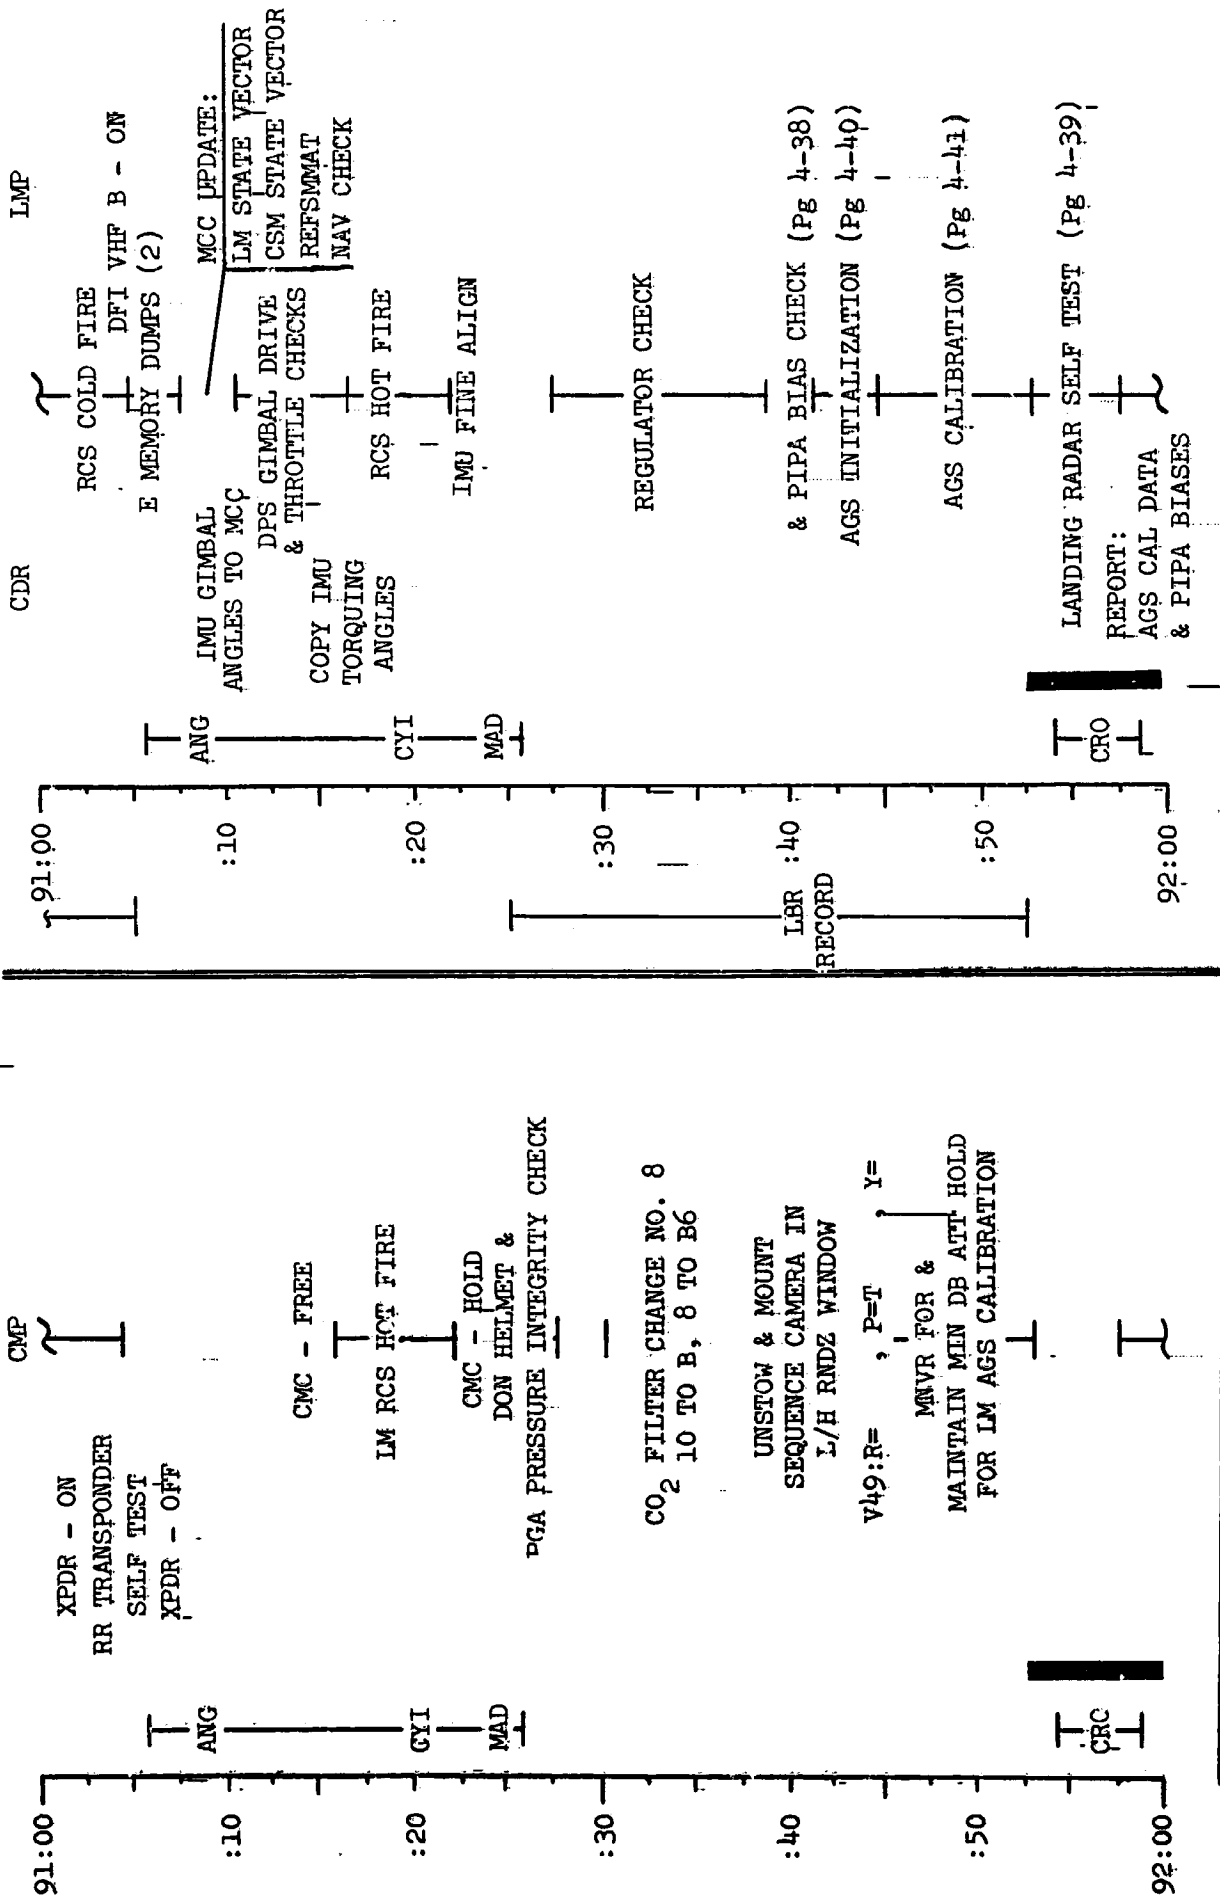 CMP
91:00
:10
:20
:30
:40
:50
92:00
ANG
CYI
MAD
CRO
XPDR - ON
RR TRANSPONDER
SELF TEST
XPDR - OFF
CMC - FREE
LM RCS HOT FIRE
CMC - HOLD
DON HELMET &
PGA PRESSURE INTEGRITY CHECK
CO2 FILTER CHANGE NO. 8
10 TO B, 8 TO B6
UNSTOW & MOUNT
SEQUENCE CAMERA IN
L/H RNDZ WINDOW
V49:R= , P=T , Y=
MNVR FOR &
MAINTAIN MIN DB ATT HOLD
FOR LM AGS CALIBRATION
CDR
LMP
91:00
:10
:20
:30
:40
:50
92:00
LBR
RECORD
ANG
CYI
MAD
CRO
RCS COLD FIRE
DFI VHF B - ON
E MEMORY DUMPS (2)
IMU GIMBAL
ANGLES TO MCC
MCC UPDATE:
LM STATE VECTOR
CSM STATE VECTOR
REFSMMAT
NAV CHECK
DPS GIMBAL DRIVE
& THROTTLE CHECKS
COPY IMU
TORQUING
ANGLES
RCS HOT FIRE
IMU FINE ALIGN
REGULATOR CHECK
& PIPA BIAS CHECK (Pg 4-38)
AGS INITIALIZATION (Pg 4-40)
AGS CALIBRATION (Pg 4-41)
LANDING RADAR SELF TEST (Pg 4-39)
REPORT:
AGS CAL DATA
& PIPA BIASES